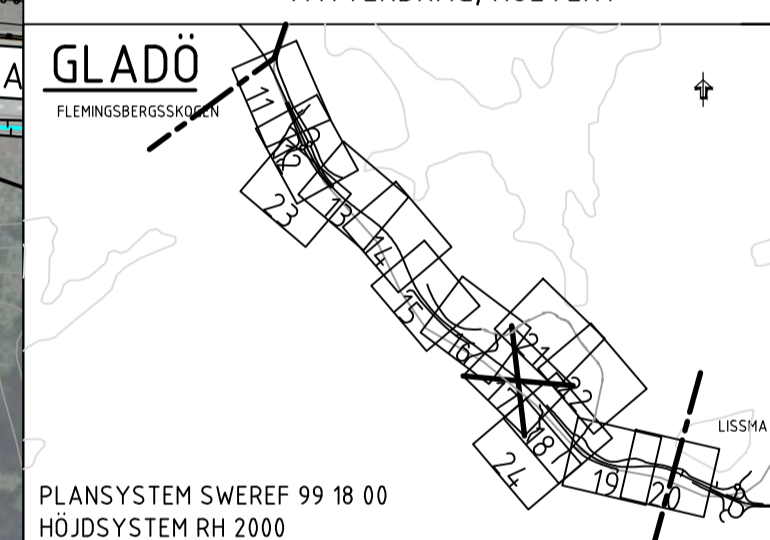 A
GLADÖ
FLEMINGSBERGSSKOGEN
11
12
23
13
14
15
16
21
22
18
24
19
20
LISSMA
PLANSYSTEM SWEREF 99 18 00
HÖJDSYSTEM RH 2000